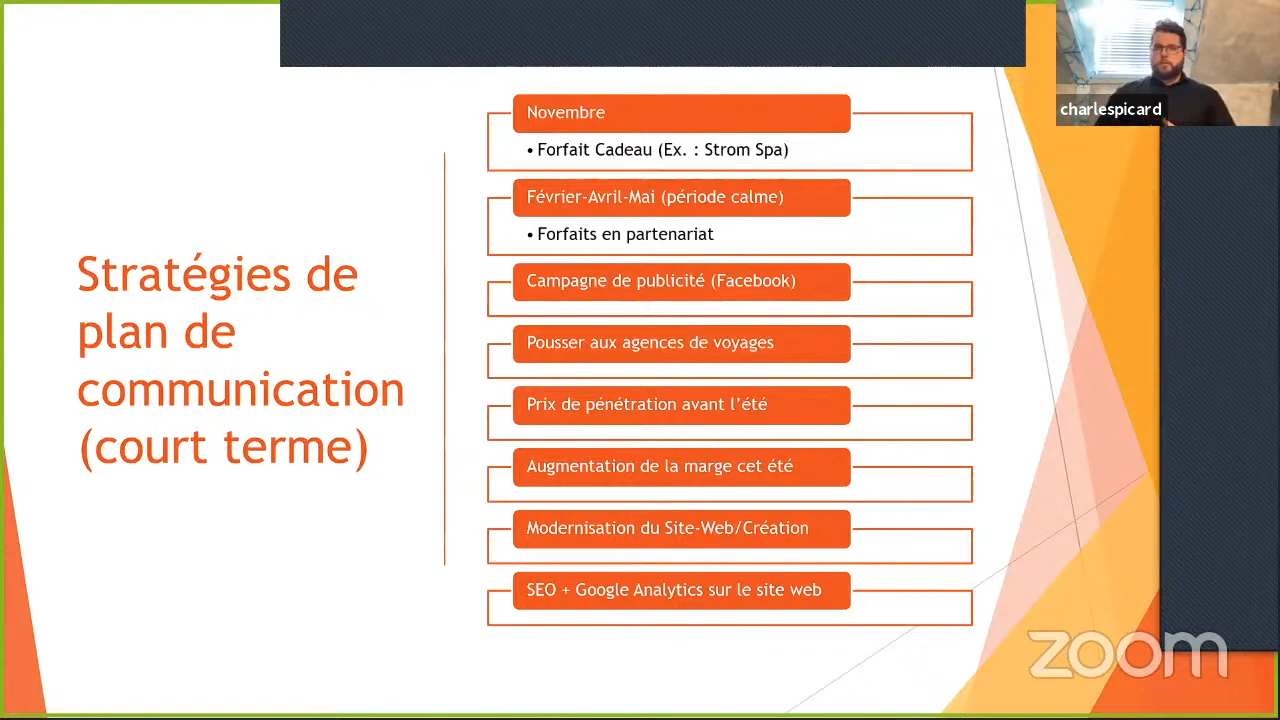 charlespicard
Stratégies de
plan de
communication
(court terme)
Novembre
• Forfait Cadeau (Ex. : Strom Spa)
Février-Avril-Mai (période calme)
• Forfaits en partenariat
Campagne de publicité (Facebook)
Pousser aux agences de voyages
Prix de pénétration avant l'été
Augmentation de la marge cet été
Modernisation du Site-Web/Création
SEO + Google Analytics sur le site web
zoom